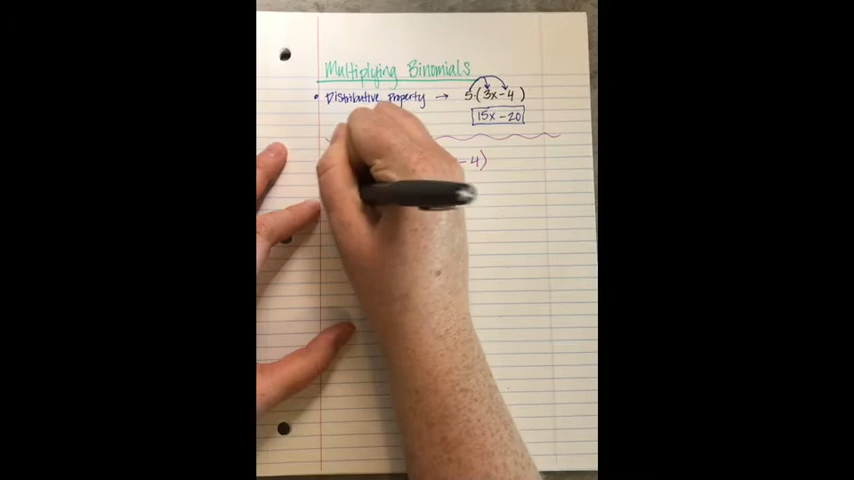 Multiplying Binomials
• Distributive Property → 5·(3x-4)
15x-20
-4)